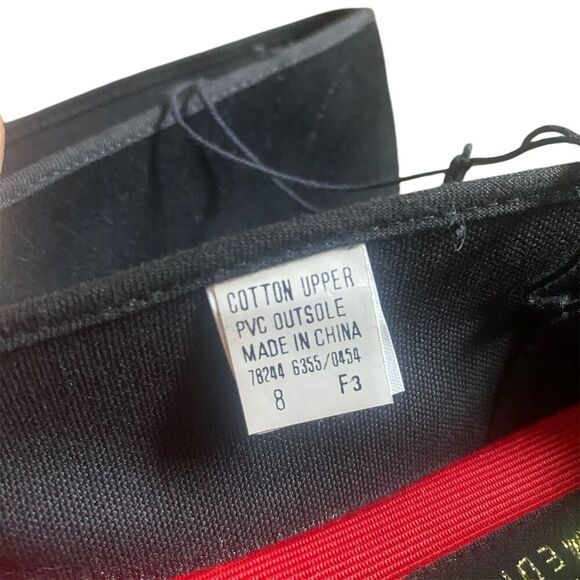 COTTON UPPER
PVC OUTSOLE
MADE IN CHINA
78244 6355/0454
8 F3